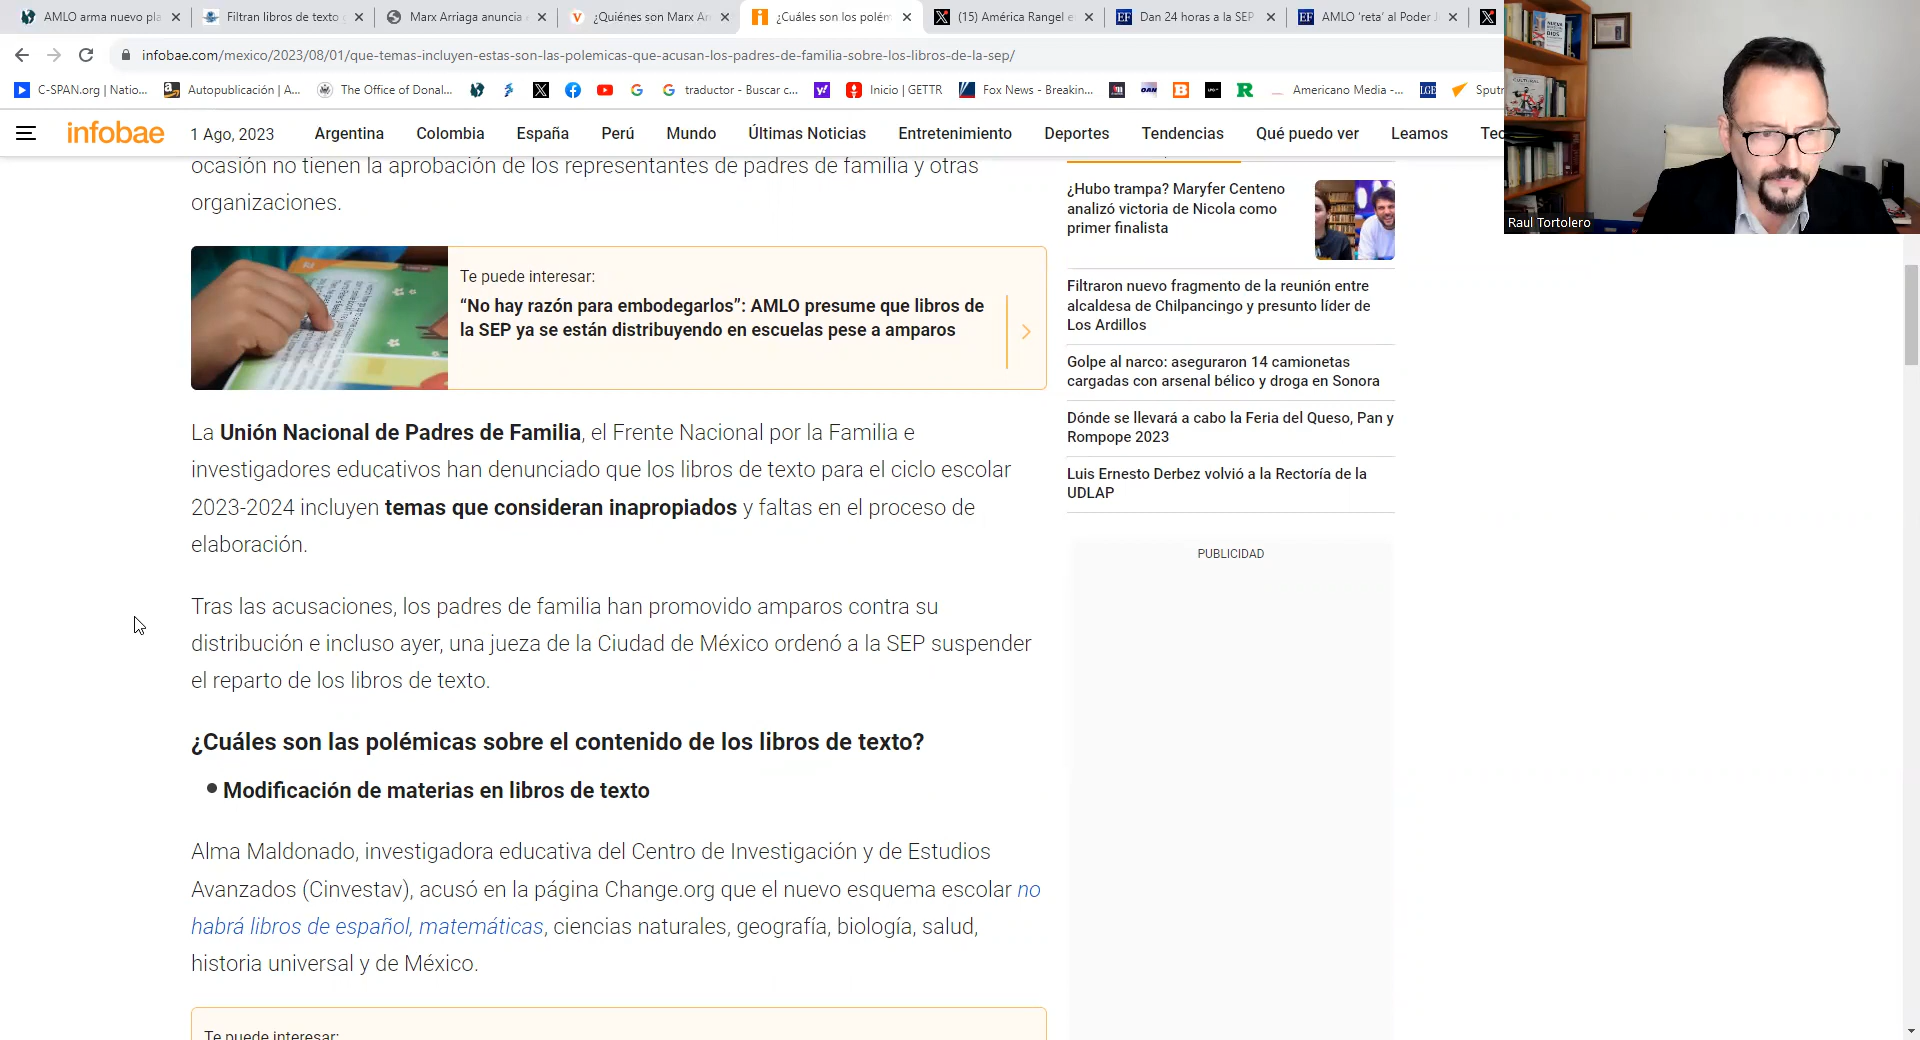 AMLO arma nuevo pla
Filtran libros de texto
Marx Arriaga anuncia
¿Quiénes son Marx Ar
¿Cuáles son los polém
(15) América Rangel e
Dan 24 horas a la SEP
AMLO 'reta' al Poder J
infobae.com/mexico/2023/08/01/que-temas-incluyen-estas-son-las-polemicas-que-acusan-los-padres-de-familia-sobre-los-libros-de-la-sep/
C-SPAN.org | Natio...
Autopublicación | A...
The Office of Donal...
traductor - Buscar c...
Inicio | GETTR
Fox News - Breakin...
Americano Media -...
LGE
Sputr
infobae
1 Ago, 2023
Argentina
Colombia
España
Perú
Mundo
Últimas Noticias
Entretenimiento
Deportes
Tendencias
Qué puedo ver
Leamos
Tec
ocasión no tienen la aprobación de los representantes de padres de familia y otras
organizaciones.
Te puede interesar:
“No hay razón para embodegarlos”: AMLO presume que libros de
la SEP ya se están distribuyendo en escuelas pese a amparos
La Unión Nacional de Padres de Familia, el Frente Nacional por la Familia e
investigadores educativos han denunciado que los libros de texto para el ciclo escolar
2023-2024 incluyen temas que consideran inapropiados y faltas en el proceso de
elaboración.
Tras las acusaciones, los padres de familia han promovido amparos contra su
distribución e incluso ayer, una jueza de la Ciudad de México ordenó a la SEP suspender
el reparto de los libros de texto.
¿Cuáles son las polémicas sobre el contenido de los libros de texto?
• Modificación de materias en libros de texto
Alma Maldonado, investigadora educativa del Centro de Investigación y de Estudios
Avanzados (Cinvestav), acusó en la página Change.org que el nuevo esquema escolar no
habrá libros de español, matemáticas, ciencias naturales, geografía, biología, salud,
historia universal y de México.
Te puede interesar:
¿Hubo trampa? Maryfer Centeno
analizó victoria de Nicola como
primer finalista
Filtraron nuevo fragmento de la reunión entre
alcaldesa de Chilpancingo y presunto líder de
Los Ardillos
Golpe al narco: aseguraron 14 camionetas
cargadas con arsenal bélico y droga en Sonora
Dónde se llevará a cabo la Feria del Queso, Pan y
Rompope 2023
Luis Ernesto Derbez volvió a la Rectoría de la
UDLAP
PUBLICIDAD
Raul Tortolero